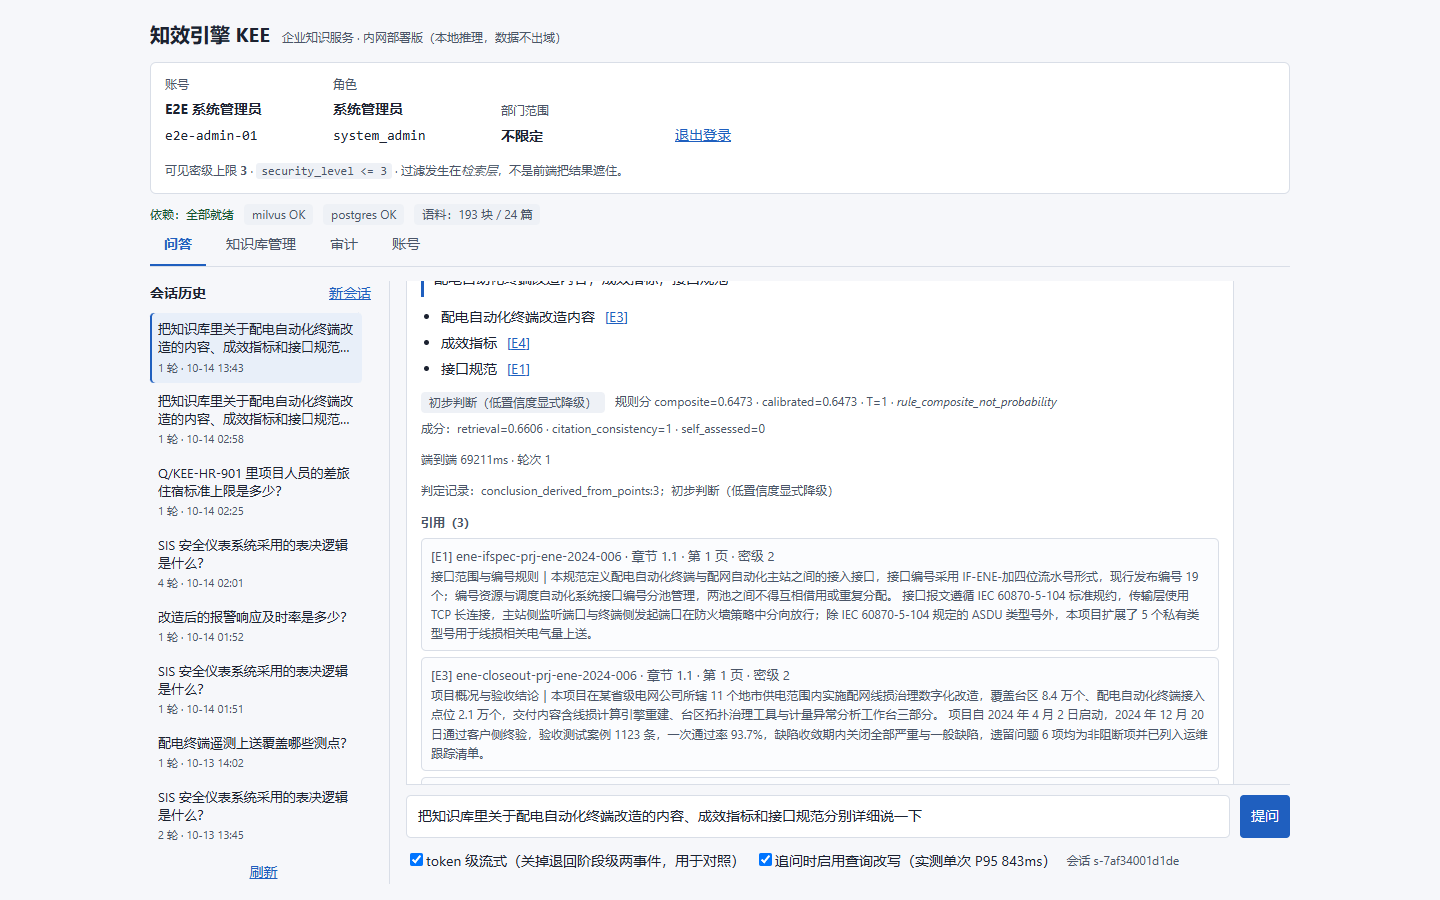 知效引擎 KEE 企业知识服务 · 内网部署版（本地推理，数据不出域）
账号
E2E 系统管理员
e2e-admin-01
角色
系统管理员
system_admin
部门范围
不限定
退出登录
可见密级上限 3 · security_level <= 3 · 过滤发生在检索层，不是前端把结果遮住。
依赖：全部就绪 milvus OK postgres OK 语料：193 块 / 24 篇
问答 知识库管理 审计 账号
会话历史 新会话
把知识库里关于配电自动化终端改
造的内容、成效指标和接口规范...
1 轮 · 10-14 13:43
把知识库里关于配电自动化终端改
造的内容、成效指标和接口规范...
1 轮 · 10-14 02:58
Q/KEE-HR-901 里项目人员的差旅
住宿标准上限是多少？
1 轮 · 10-14 02:25
SIS 安全仪表系统采用的表决逻辑
是什么？
4 轮 · 10-14 02:01
改造后的报警响应及时率是多少？
1 轮 · 10-14 01:52
SIS 安全仪表系统采用的表决逻辑
是什么？
1 轮 · 10-14 01:51
配电终端遥测上送覆盖哪些测点？
1 轮 · 10-13 14:02
SIS 安全仪表系统采用的表决逻辑
是什么？
2 轮 · 10-13 13:45
刷新
配电自动化终端改造内容；成效指标；接口规范
• 配电自动化终端改造内容 [E3]
• 成效指标 [E4]
• 接口规范 [E1]
初步判断（低置信度显式降级） 规则分 composite=0.6473 · calibrated=0.6473 · T=1 · rule_composite_not_probability
成分：retrieval=0.6606 · citation_consistency=1 · self_assessed=0
端到端 69211ms · 轮次 1
判定记录：conclusion_derived_from_points:3；初步判断（低置信度显式降级）
引用（3）
[E1] ene-ifspec-prj-ene-2024-006 · 章节 1.1 · 第 1 页 · 密级 2
接口范围与编号规则 | 本规范定义配电自动化终端与配网自动化主站之间的接入接口，接口编号采用 IF-ENE-加四位流水号形式，现行发布编号 19
个；编号资源与调度自动化系统接口编号分池管理，两池之间不得互相借用或重复分配。 接口报文遵循 IEC 60870-5-104 标准规约，传输层使用
TCP 长连接，主站侧监听端口与终端侧发起端口在防火墙策略中分向放行；除 IEC 60870-5-104 规定的 ASDU 类型号外，本项目扩展了 5 个私有类
型号用于线损相关电气量上送。
[E3] ene-closeout-prj-ene-2024-006 · 章节 1.1 · 第 1 页 · 密级 2
项目概况与验收结论 | 本项目在某省级电网公司所辖 11 个地市供电范围内实施配网线损治理数字化改造，覆盖台区 8.4 万个、配电自动化终端接入
点位 2.1 万个，交付内容含线损计算引擎重建、台区拓扑治理工具与计量异常分析工作台三部分。 项目自 2024 年 4 月 2 日启动，2024 年 12 月 20
日通过客户侧终验，验收测试案例 1123 条，一次通过率 93.7%，缺陷收敛期内关闭全部严重与一般缺陷，遗留问题 6 项均为非阻断项并已列入运维
跟踪清单。
把知识库里关于配电自动化终端改造的内容、成效指标和接口规范分别详细说一下
提问
token 级流式（关掉退回阶段级两事件，用于对照） 追问时启用查询改写（实测单次 P95 843ms） 会话 s-7af34001d1de